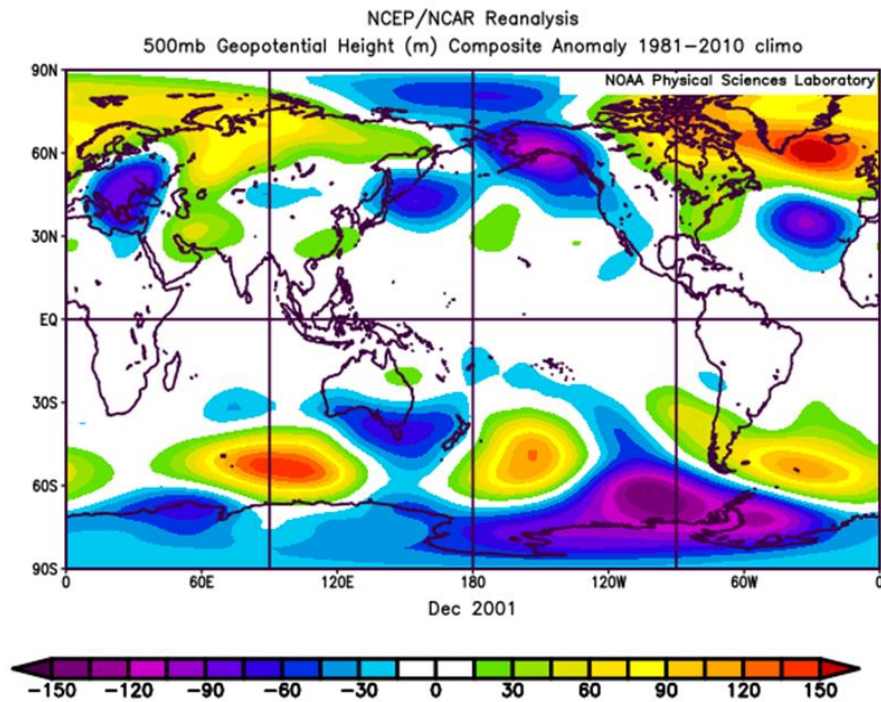 NCEP/NCAR Reanalysis
500mb Geopotential Height (m) Composite Anomaly 1981−2010 climo
NOAA Physical Sciences Laboratory
90N
60N
30N
EQ
30S
60S
90S
0 60E 120E 180 120W 60W 0
Dec 2001
−150 −120 −90 −60 −30 0 30 60 90 120 150